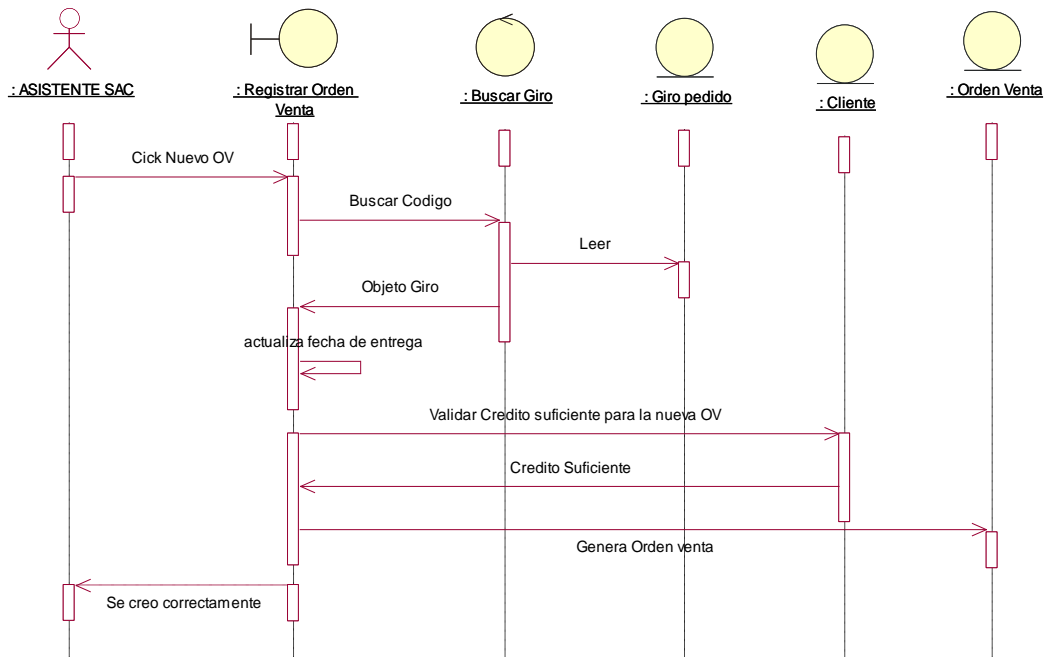 : ASISTENTE SAC
: Registrar Orden
Venta
: Buscar Giro
: Giro pedido
: Cliente
: Orden Venta
Cick Nuevo OV
Buscar Codigo
Leer
Objeto Giro
actualiza fecha de entrega
Validar Credito suficiente para la nueva OV
Credito Suficiente
Genera Orden venta
Se creo correctamente